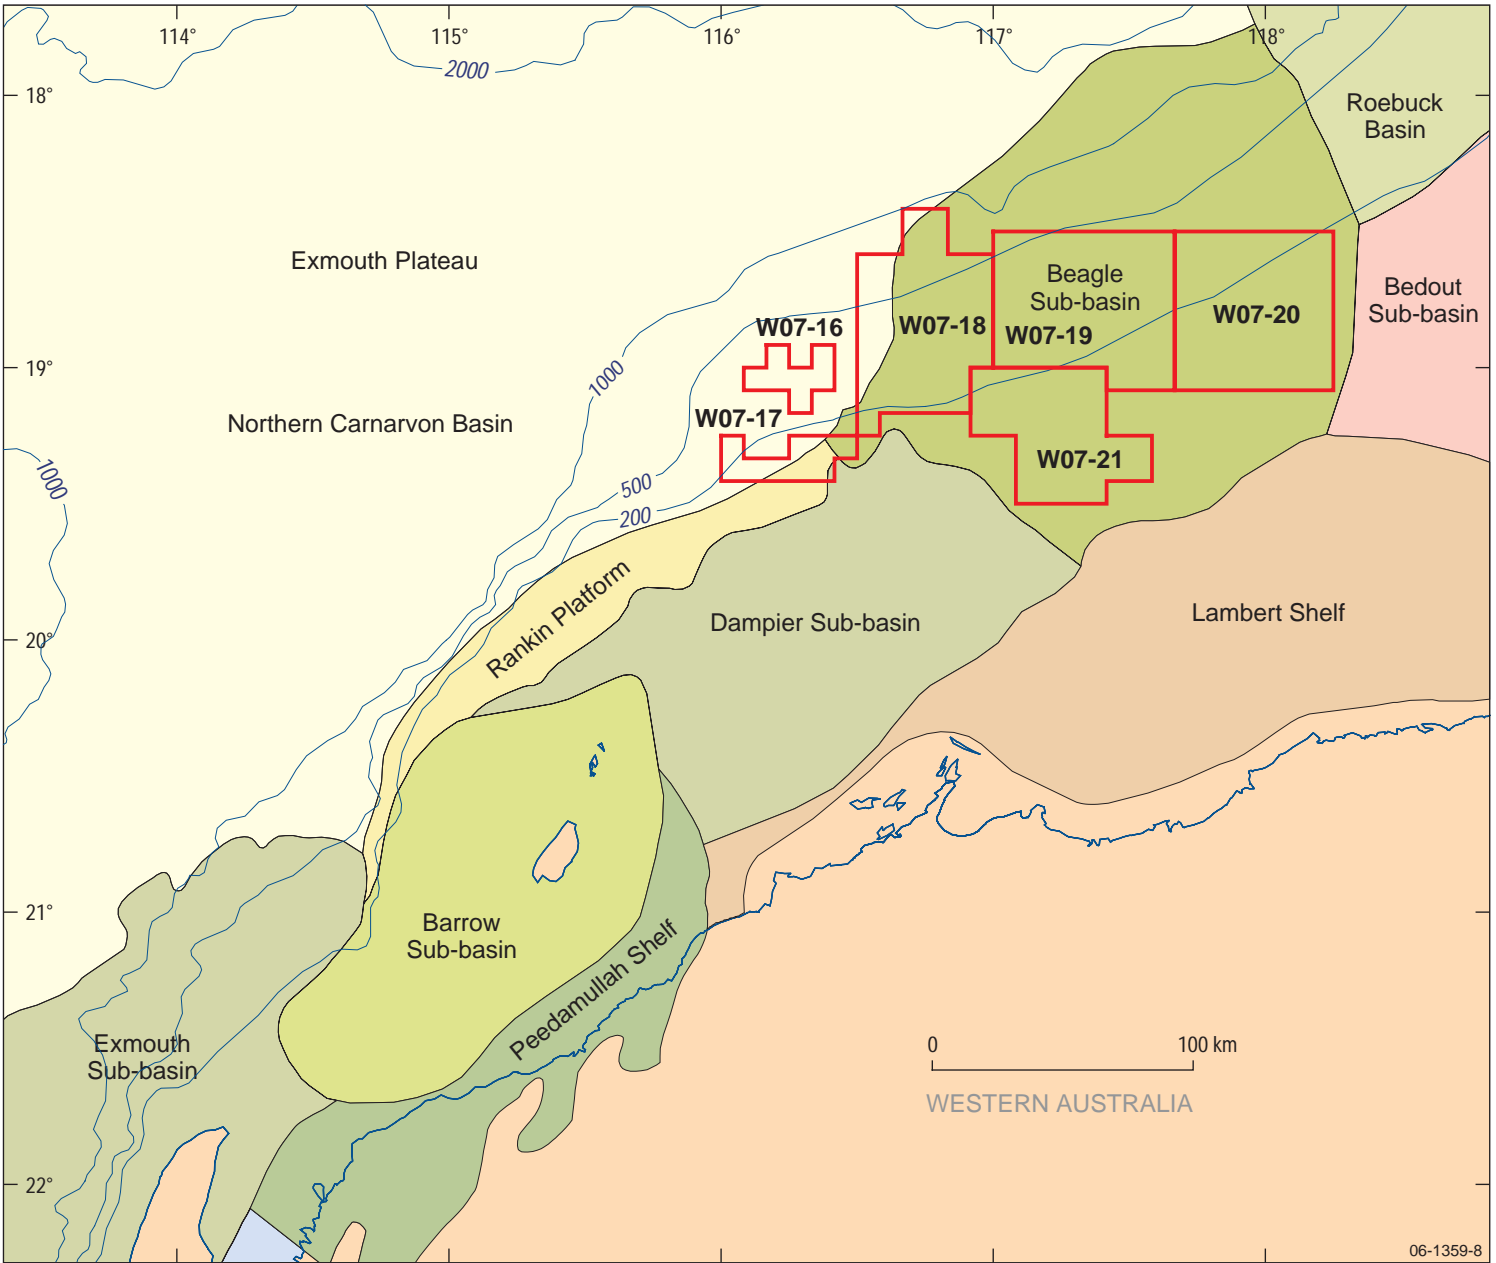 114°
115°
116°
117°
118°
2000
18°
Roebuck
Basin
Exmouth Plateau
Beagle
Sub-basin
Bedout
Sub-basin
W07-16
W07-18
W07-19
W07-20
19°
1000
W07-17
Northern Carnarvon Basin
W07-21
1000
500
200
Rankin Platform
Dampier Sub-basin
Lambert Shelf
20°
21°
Barrow
Sub-basin
Peedamullah Shelf
Exmouth
Sub-basin
0
100 km
WESTERN AUSTRALIA
22°
06-1359-8